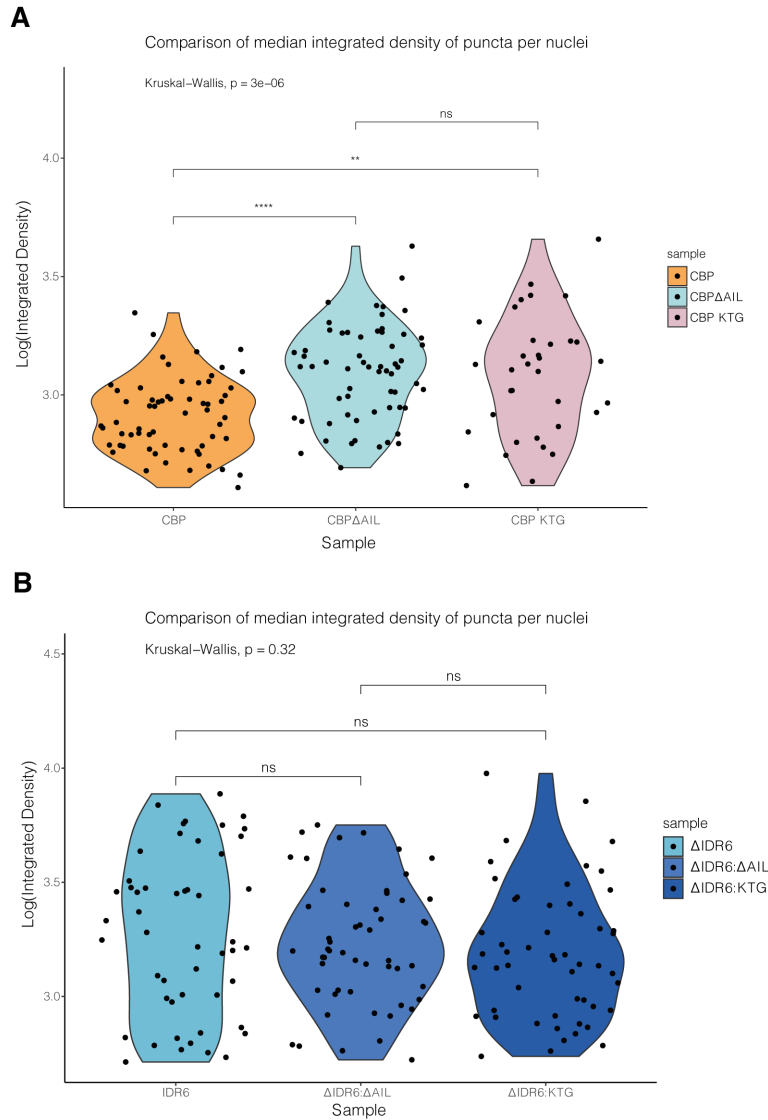 A
Comparison of median integrated density of puncta per nuclei
Kruskal−Wallis, p = 3e−06
ns
**
****
4.0
3.5
3.0
Log(Integrated Density)
sample
CBP
CBPΔAIL
CBP KTG
CBP
CBPΔAIL
CBP KTG
Sample
B
Comparison of median integrated density of puncta per nuclei
Kruskal−Wallis, p = 0.32
ns
ns
ns
4.5
4.0
3.5
3.0
Log(Integrated Density)
sample
ΔIDR6
ΔIDR6:ΔAIL
ΔIDR6:KTG
IDR6
ΔIDR6:ΔAIL
ΔIDR6:KTG
Sample